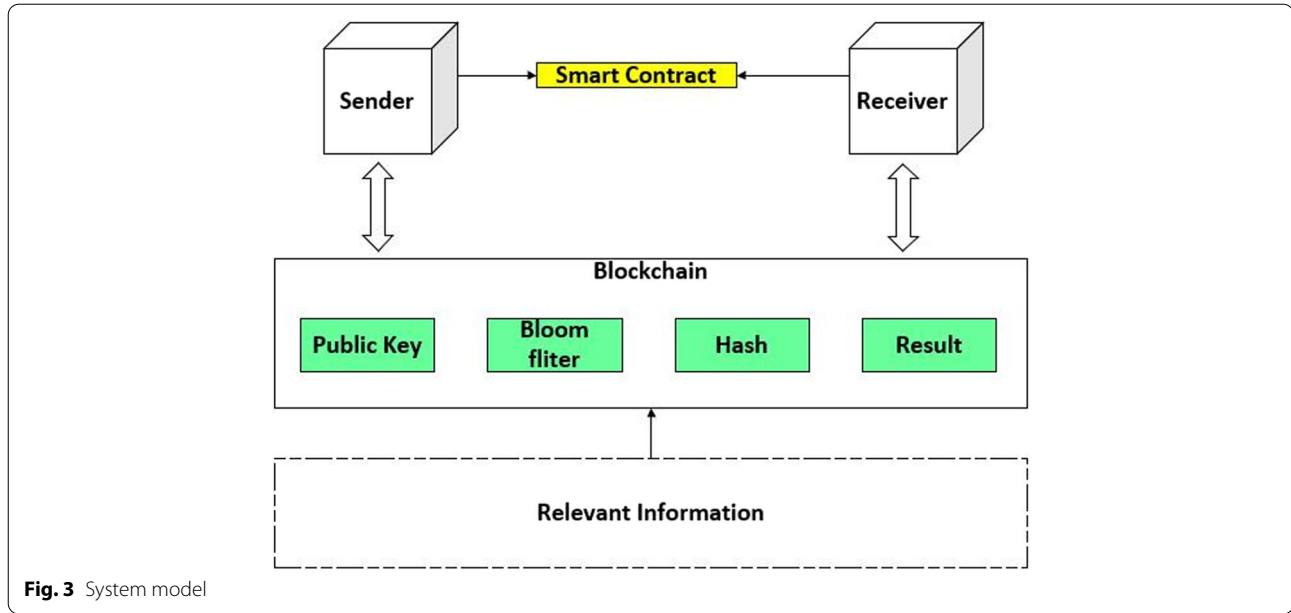 Sender
Smart Contract
Receiver
Blockchain
Public Key
Bloom
fliter
Hash
Result
Relevant Information
Fig. 3 System model